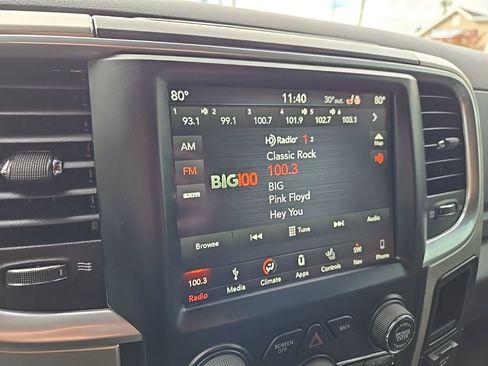 80° 11:40 30° out. 80°
1 2 3 4 5 6
93.1 99.1 100.7 101.9 102.7 103.1
AM
HD Radio 1 2
Map
Classic Rock
FM
100.3
HD
BIG100
BIG
SXM
Pink Floyd
Hey You
Browse Tune Audio
100.3
Radio Media Climate Apps Controls Nav Phone
SW
SCREEN OFF
BACK